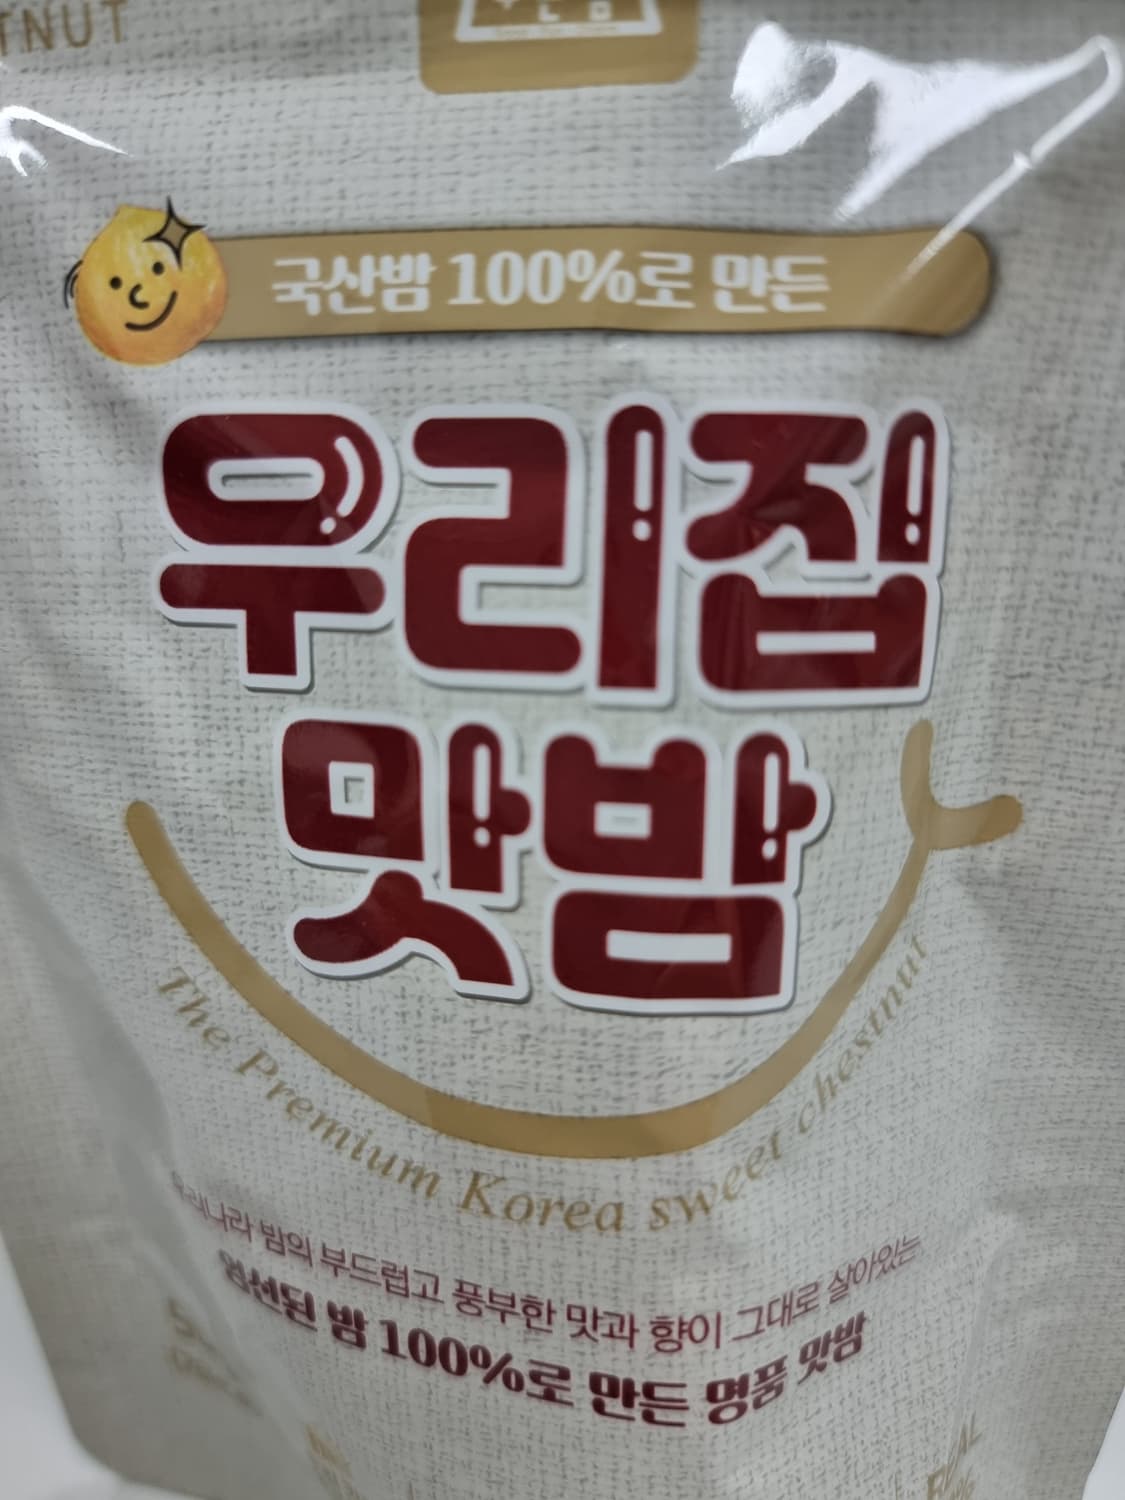 국산밤 100%로 만든
우리집
맛밤
The Premium Korea sweet chestnut
우리나라 밤의 부드럽고 풍부한 맛과 향이 그대로 살아있는
엄선된 밤 100%로 만든 명품 맛밤
REAL